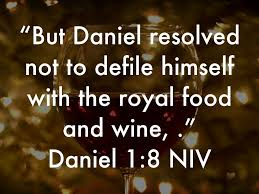 “But Daniel resolved
not to defile himself
with the royal food
and wine, .”
Daniel 1:8 NIV